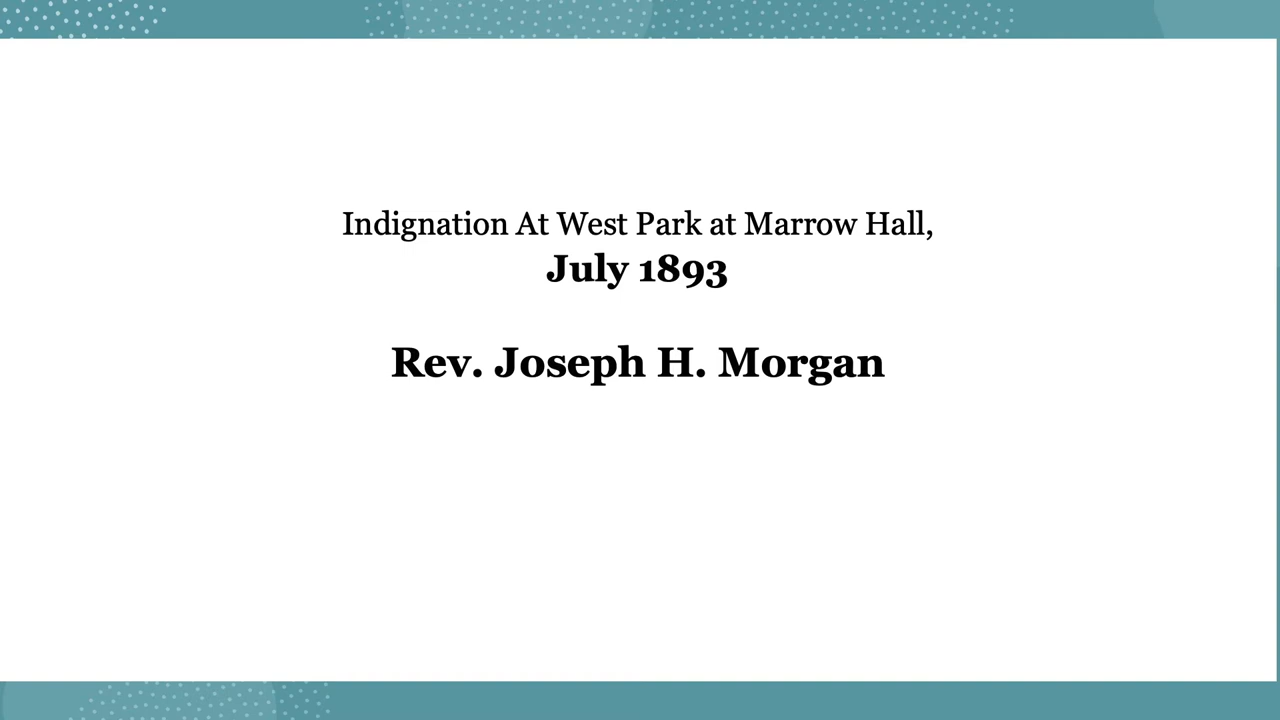 Indignation At West Park at Marrow Hall,
July 1893
Rev. Joseph H. Morgan